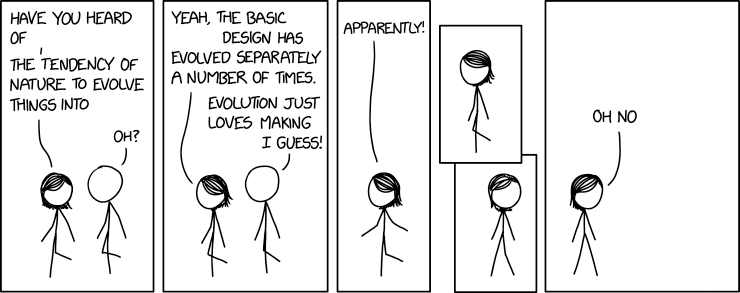 HAVE YOU HEARD
OF
THE TENDENCY OF
NATURE TO EVOLVE
THINGS INTO
OH?
YEAH, THE BASIC
DESIGN HAS
EVOLVED SEPARATELY
A NUMBER OF TIMES.
EVOLUTION JUST
LOVES MAKING
I GUESS!
APPARENTLY!
OH NO